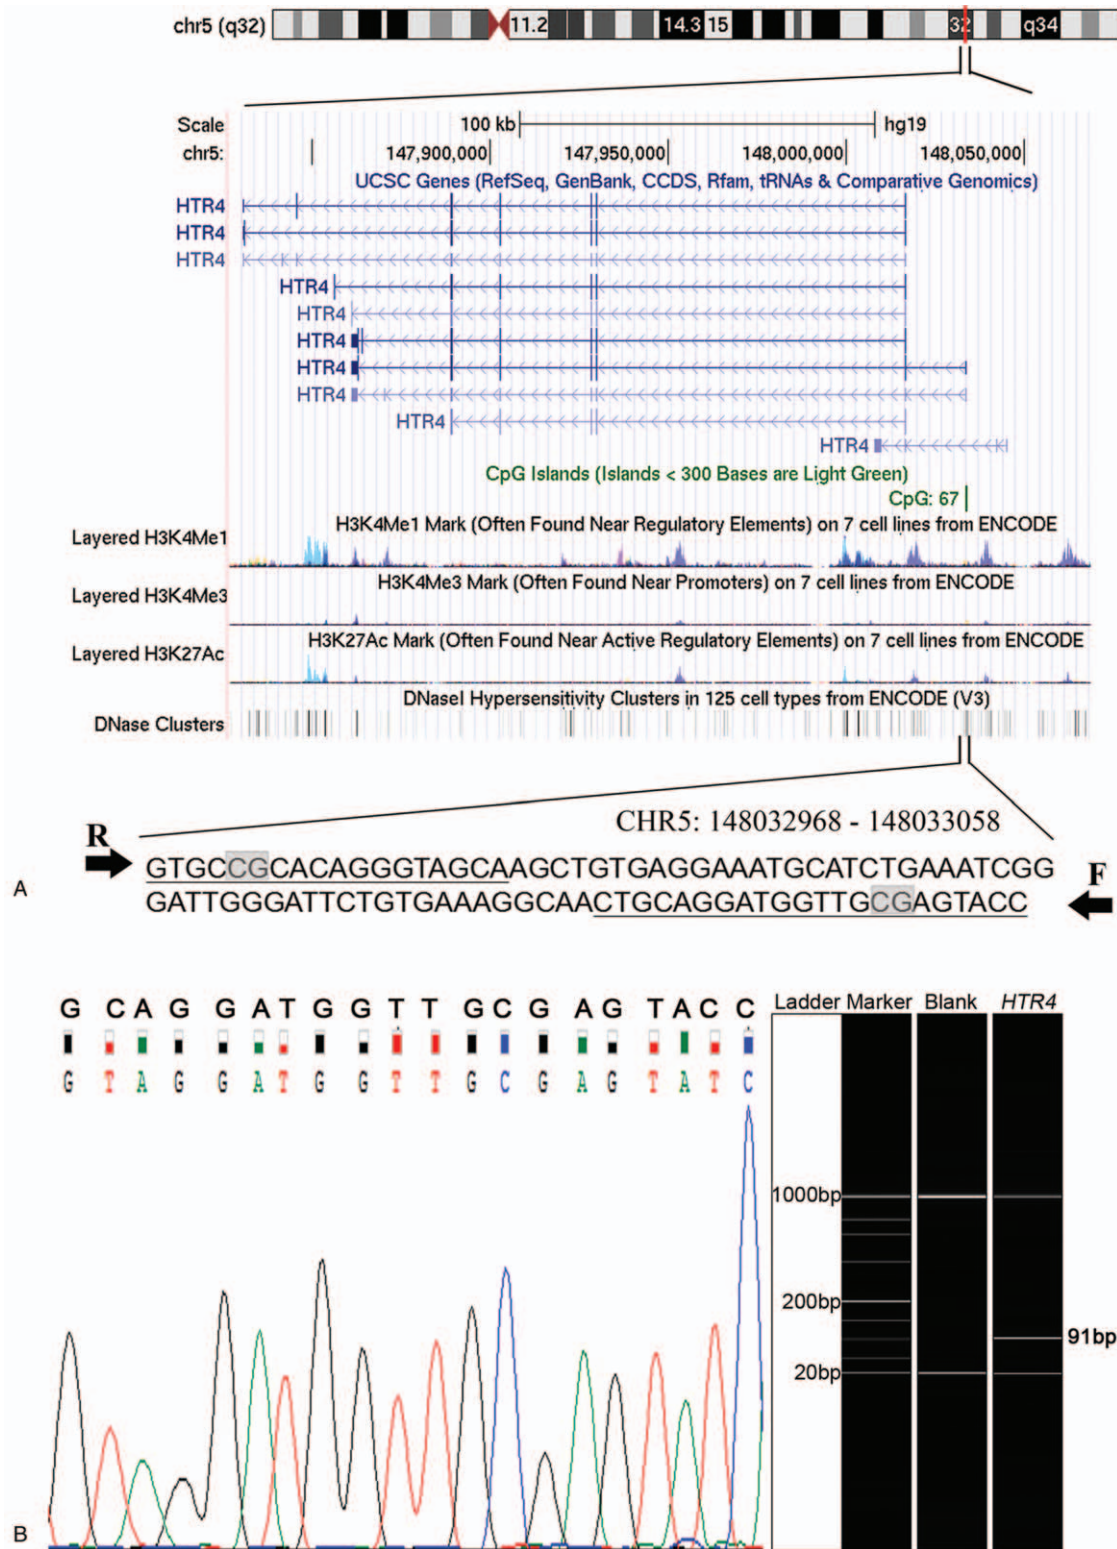 chr5 (q32) 11.2 14.3 15 32 q34
Scale 100 kb hg19
chr5: 147,900,000 147,950,000 148,000,000 148,050,000
UCSC Genes (RefSeq, GenBank, CCDS, Rfam, tRNAs & Comparative Genomics)
HTR4
HTR4
HTR4
HTR4
HTR4
HTR4
HTR4
HTR4
HTR4
HTR4
CpG Islands (Islands < 300 Bases are Light Green)
CpG: 67
H3K4Me1 Mark (Often Found Near Regulatory Elements) on 7 cell lines from ENCODE
Layered H3K4Me1
H3K4Me3 Mark (Often Found Near Promoters) on 7 cell lines from ENCODE
Layered H3K4Me3
H3K27Ac Mark (Often Found Near Active Regulatory Elements) on 7 cell lines from ENCODE
Layered H3K27Ac
DNaseI Hypersensitivity Clusters in 125 cell types from ENCODE (V3)
DNase Clusters
CHR5: 148032968 - 148033058
R
GTGCCGCACAGGGTAGCAAGCTGTGAGGAAATGCATCTGAAATCGG
A
GATTGGGATTCTGTGAAAGGCAACTGCAGGATGGTTGCGAGTACC
F
G C A G G A T G G T T G C G A G T A C C
G T A G G A T G G T T G C G A G T A T C
Ladder Marker Blank HTR4
1000bp
200bp
91bp
20bp
B